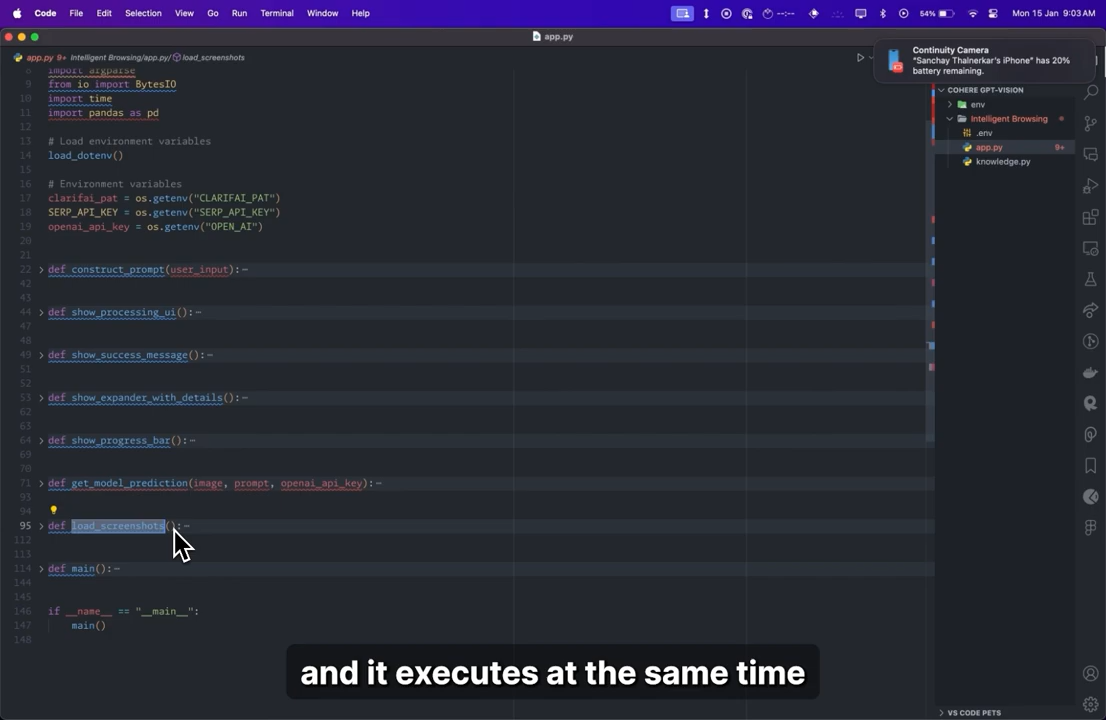 Code File Edit Selection View Go Run Terminal Window Help
--:-- 54% Mon 15 Jan 9:03 AM
app.py
app.py 9+ Intelligent Browsing/app.py/ load_screenshots
Continuity Camera
“Sanchay Thalnerkar's iPhone” has 20%
battery remaining.
8 import argparse
9 from io import BytesIO
10 import time
11 import pandas as pd
12
13 # Load environment variables
14 load_dotenv()
15
16 # Environment variables
17 clarifai_pat = os.getenv("CLARIFAI_PAT")
18 SERP_API_KEY = os.getenv("SERP_API_KEY")
19 openai_api_key = os.getenv("OPEN_AI")
20
21
22 def construct_prompt(user_input):
42
43
44 def show_processing_ui():
47
48
49 def show_success_message():
51
52
53 def show_expander_with_details():
62
63
64 def show_progress_bar():
69
70
71 def get_model_prediction(image, prompt, openai_api_key):
93
94
95 def load_screenshots():
112
113
114 def main():
144
145
146 if __name__ == "__main__":
147 main()
148
COHERE GPT-VISION
env
Intelligent Browsing
.env
app.py 9+
knowledge.py
VS CODE PETS
and it executes at the same time